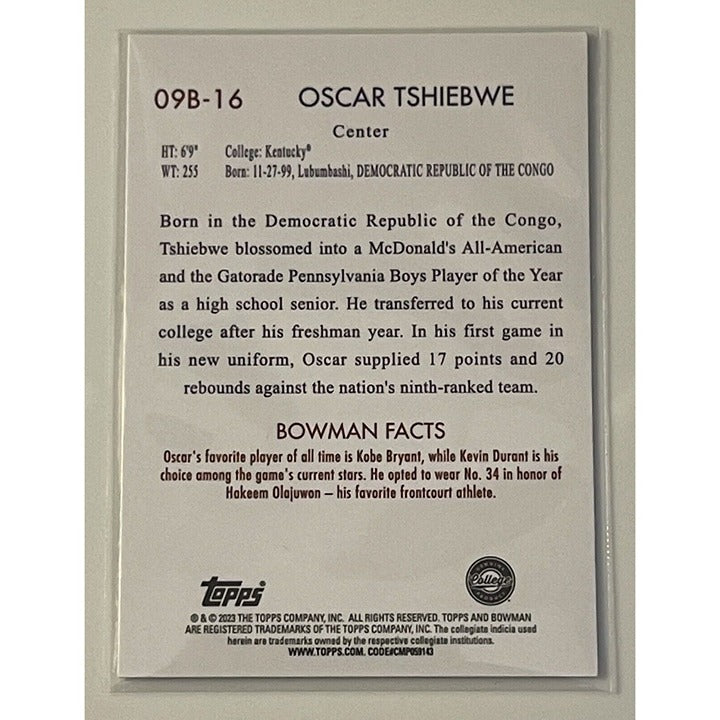 09B-16 OSCAR TSHIEBWE
Center
HT: 6'9" College: Kentucky®
WT: 255 Born: 11-27-99, Lubumbashi, DEMOCRATIC REPUBLIC OF THE CONGO
Born in the Democratic Republic of the Congo,
Tshiebwe blossomed into a McDonald's All-American
and the Gatorade Pennsylvania Boys Player of the Year
as a high school senior. He transferred to his current
college after his freshman year. In his first game in
his new uniform, Oscar supplied 17 points and 20
rebounds against the nation's ninth-ranked team.
BOWMAN FACTS
Oscar's favorite player of all time is Kobe Bryant, while Kevin Durant is his
choice among the game's current stars. He opted to wear No. 34 in honor of
Hakeem Olajuwon – his favorite frontcourt athlete.
topps
GENUINE
College
PRODUCT
® & © 2023 THE TOPPS COMPANY, INC. ALL RIGHTS RESERVED. TOPPS AND BOWMAN
ARE REGISTERED TRADEMARKS OF THE TOPPS COMPANY, INC. The collegiate indicia used
herein are trademarks owned by the respective collegiate institutions.
WWW.TOPPS.COM. CODE#CMP059143